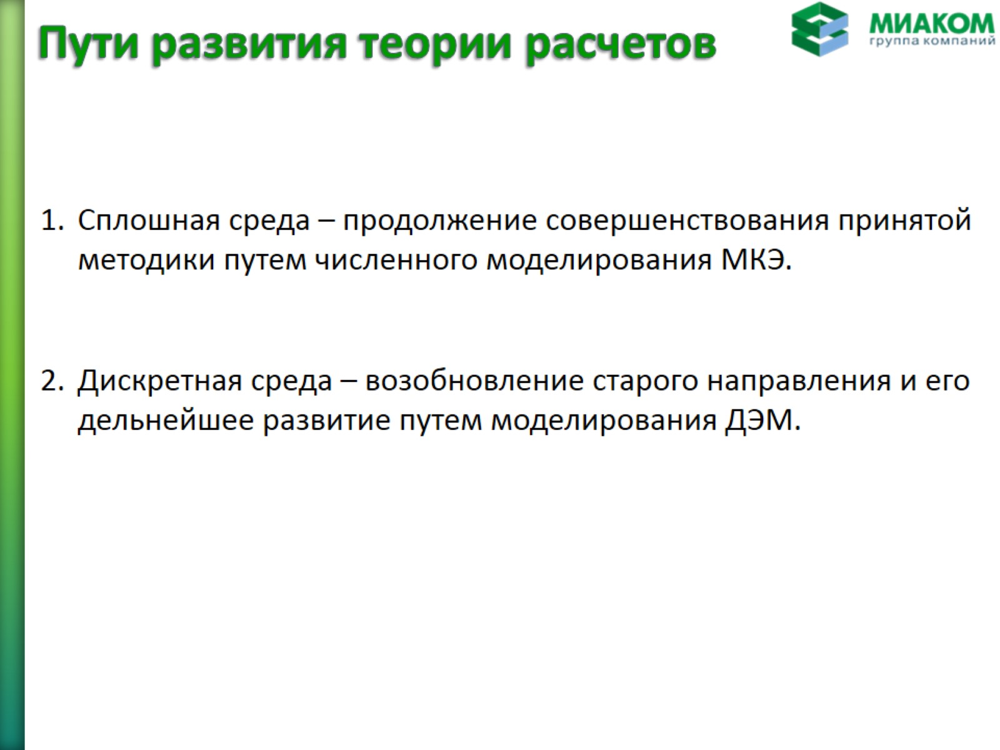 Пути развития теории расчетов
МИАКОМ
группа компаний
1. Сплошная среда – продолжение совершенствования принятой
методики путем численного моделирования МКЭ.
2. Дискретная среда – возобновление старого направления и его
дельнейшее развитие путем моделирования ДЭМ.